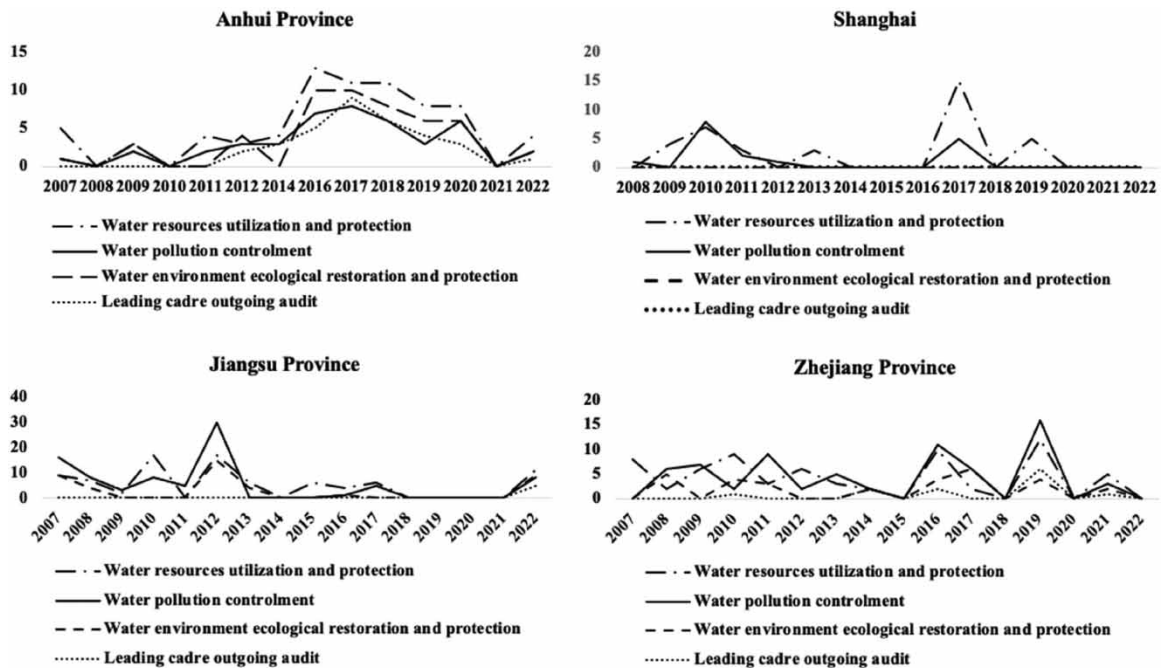 Anhui Province
15
10
5
0
2007 2008 2009 2010 2011 2012 2014 2016 2017 2018 2019 2020 2021 2022
Water resources utilization and protection
Water pollution controlment
Water environment ecological restoration and protection
Leading cadre outgoing audit
Shanghai
20
15
10
5
0
2008 2009 2010 2011 2012 2013 2014 2015 2016 2017 2018 2019 2020 2021 2022
Water resources utilization and protection
Water pollution controlment
Water environment ecological restoration and protection
Leading cadre outgoing audit
Jiangsu Province
40
30
20
10
0
2007 2008 2009 2010 2011 2012 2013 2014 2015 2016 2017 2018 2019 2020 2021 2022
Water resources utilization and protection
Water pollution controlment
Water environment ecological restoration and protection
Leading cadre outgoing audit
Zhejiang Province
20
15
10
5
0
2007 2008 2009 2010 2011 2012 2013 2014 2015 2016 2017 2018 2019 2020 2021 2022
Water resources utilization and protection
Water pollution controlment
Water environment ecological restoration and protection
Leading cadre outgoing audit